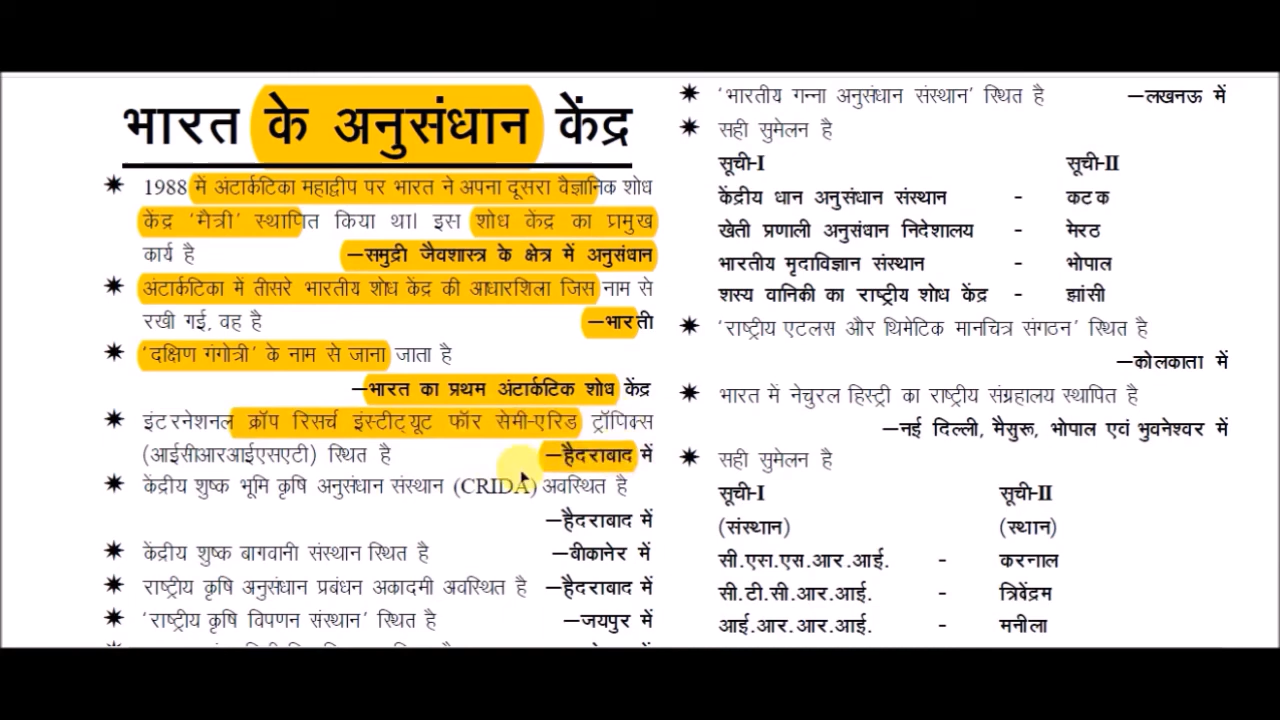 भारत के अनुसंधान केंद्र
1988 में अंटार्कटिका महाद्वीप पर भारत ने अपना दूसरा वैज्ञानिक शोध
केंद्र 'मैत्री' स्थापित किया था। इस शोध केंद्र का प्रमुख
कार्य है –समुद्री जैवशास्त्र के क्षेत्र में अनुसंधान
अंटार्कटिका में तीसरे भारतीय शोध केंद्र की आधारशिला जिस नाम से
रखी गई, वह है –भारती
'दक्षिण गंगोत्री' के नाम से जाना जाता है
–भारत का प्रथम अंटार्कटिक शोध केंद्र
इंटरनेशनल क्रॉप रिसर्च इंस्टीट्यूट फॉर सेमी-एरिड ट्रॉपिक्स
(आईसीआरआईएसएटी) स्थित है –हैदराबाद में
केंद्रीय शुष्क भूमि कृषि अनुसंधान संस्थान (CRIDA) अवस्थित है
–हैदराबाद में
केंद्रीय शुष्क बागवानी संस्थान स्थित है –बीकानेर में
राष्ट्रीय कृषि अनुसंधान प्रबंधन अकादमी अवस्थित है –हैदराबाद में
'राष्ट्रीय कृषि विपणन संस्थान' स्थित है –जयपुर में
'भारतीय गन्ना अनुसंधान संस्थान' स्थित है –लखनऊ में
सही सुमेलन है
सूची-I सूची-II
केंद्रीय धान अनुसंधान संस्थान - कटक
खेती प्रणाली अनुसंधान निदेशालय - मेरठ
भारतीय मृदाविज्ञान संस्थान - भोपाल
शस्य वानिकी का राष्ट्रीय शोध केंद्र - झांसी
'राष्ट्रीय एटलस और थिमेटिक मानचित्र संगठन' स्थित है
–कोलकाता में
भारत में नेचुरल हिस्ट्री का राष्ट्रीय संग्रहालय स्थापित है
–नई दिल्ली, मैसुरू, भोपाल एवं भुवनेश्वर में
सही सुमेलन है
सूची-I सूची-II
(संस्थान) (स्थान)
सी.एस.एस.आर.आई. - करनाल
सी.टी.सी.आर.आई. - त्रिवेंद्रम
आई.आर.आर.आई. - मनीला